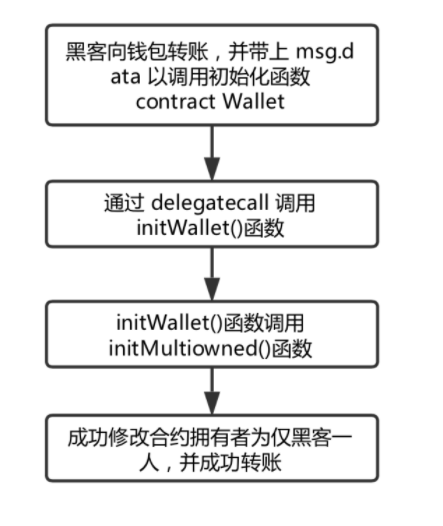 黑客向钱包转账，并带上 msg.d
ata 以调用初始化函数
contract Wallet
通过 delegatecall 调用
initWallet()函数
initWallet()函数调用
initMultiowned()函数
成功修改合约拥有者为仅黑客一
人，并成功转账